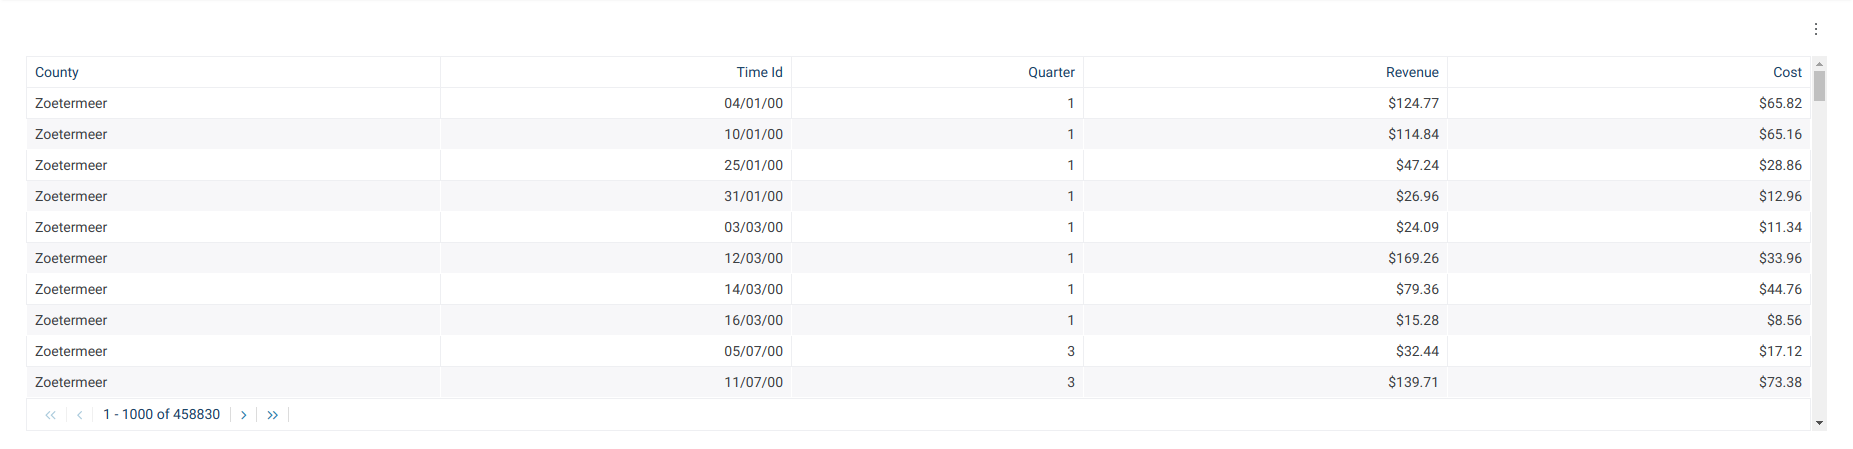 County Time Id Quarter Revenue Cost
Zoetermeer 04/01/00 1 $124.77 $65.82
Zoetermeer 10/01/00 1 $114.84 $65.16
Zoetermeer 25/01/00 1 $47.24 $28.86
Zoetermeer 31/01/00 1 $26.96 $12.96
Zoetermeer 03/03/00 1 $24.09 $11.34
Zoetermeer 12/03/00 1 $169.26 $33.96
Zoetermeer 14/03/00 1 $79.36 $44.76
Zoetermeer 16/03/00 1 $15.28 $8.56
Zoetermeer 05/07/00 3 $32.44 $17.12
Zoetermeer 11/07/00 3 $139.71 $73.38
1 - 1000 of 458830